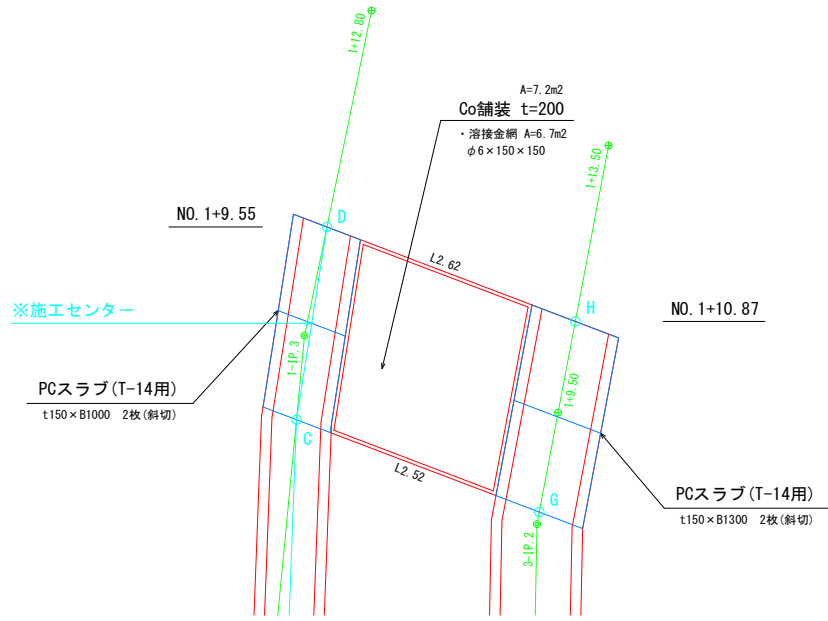 1+12.80
A=7.2m2
Co舗装 t=200
・溶接金網 A=6.7m2
φ6×150×150
1+13.50
NO.1+9.55
D
L2.62
H
NO.1+10.87
※施工センター
1-IP.3
1+9.50
PCスラブ(T-14用)
t150×B1000 2枚(斜切)
C
L2.52
G
PCスラブ(T-14用)
t150×B1300 2枚(斜切)
3-IP.2